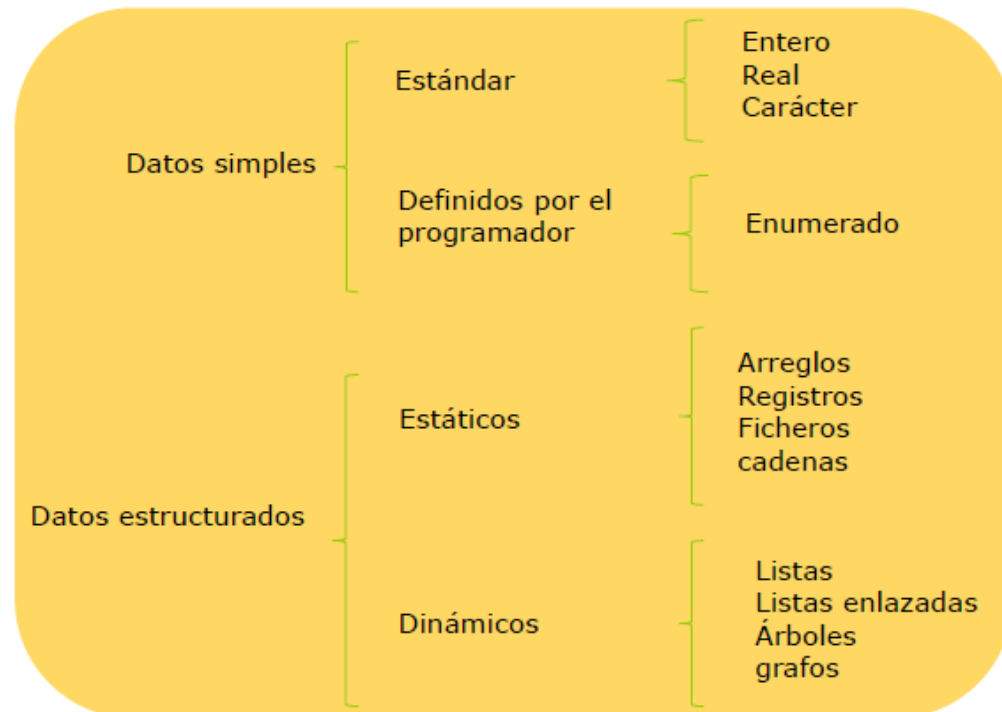 Datos simples
Estándar
Entero
Real
Carácter
Definidos por el
programador
Enumerado
Datos estructurados
Estáticos
Arreglos
Registros
Ficheros
cadenas
Dinámicos
Listas
Listas enlazadas
Árboles
grafos